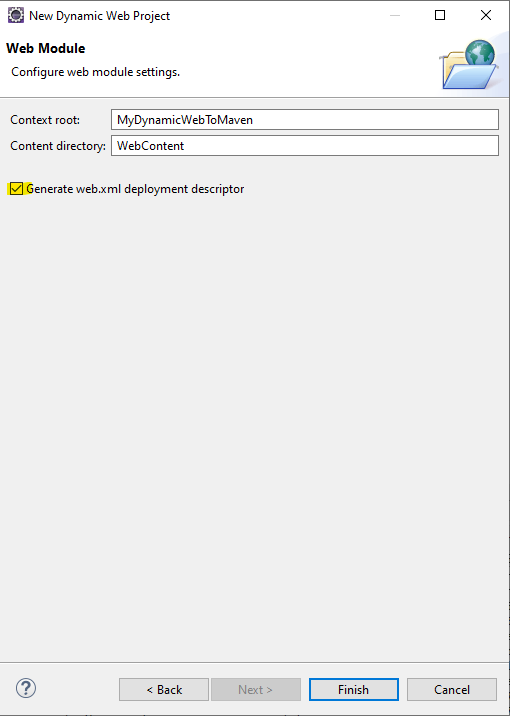 New Dynamic Web Project
Web Module
Configure web module settings.
Context root: MyDynamicWebToMaven
Content directory: WebContent
Generate web.xml deployment descriptor
? < Back Next > Finish Cancel